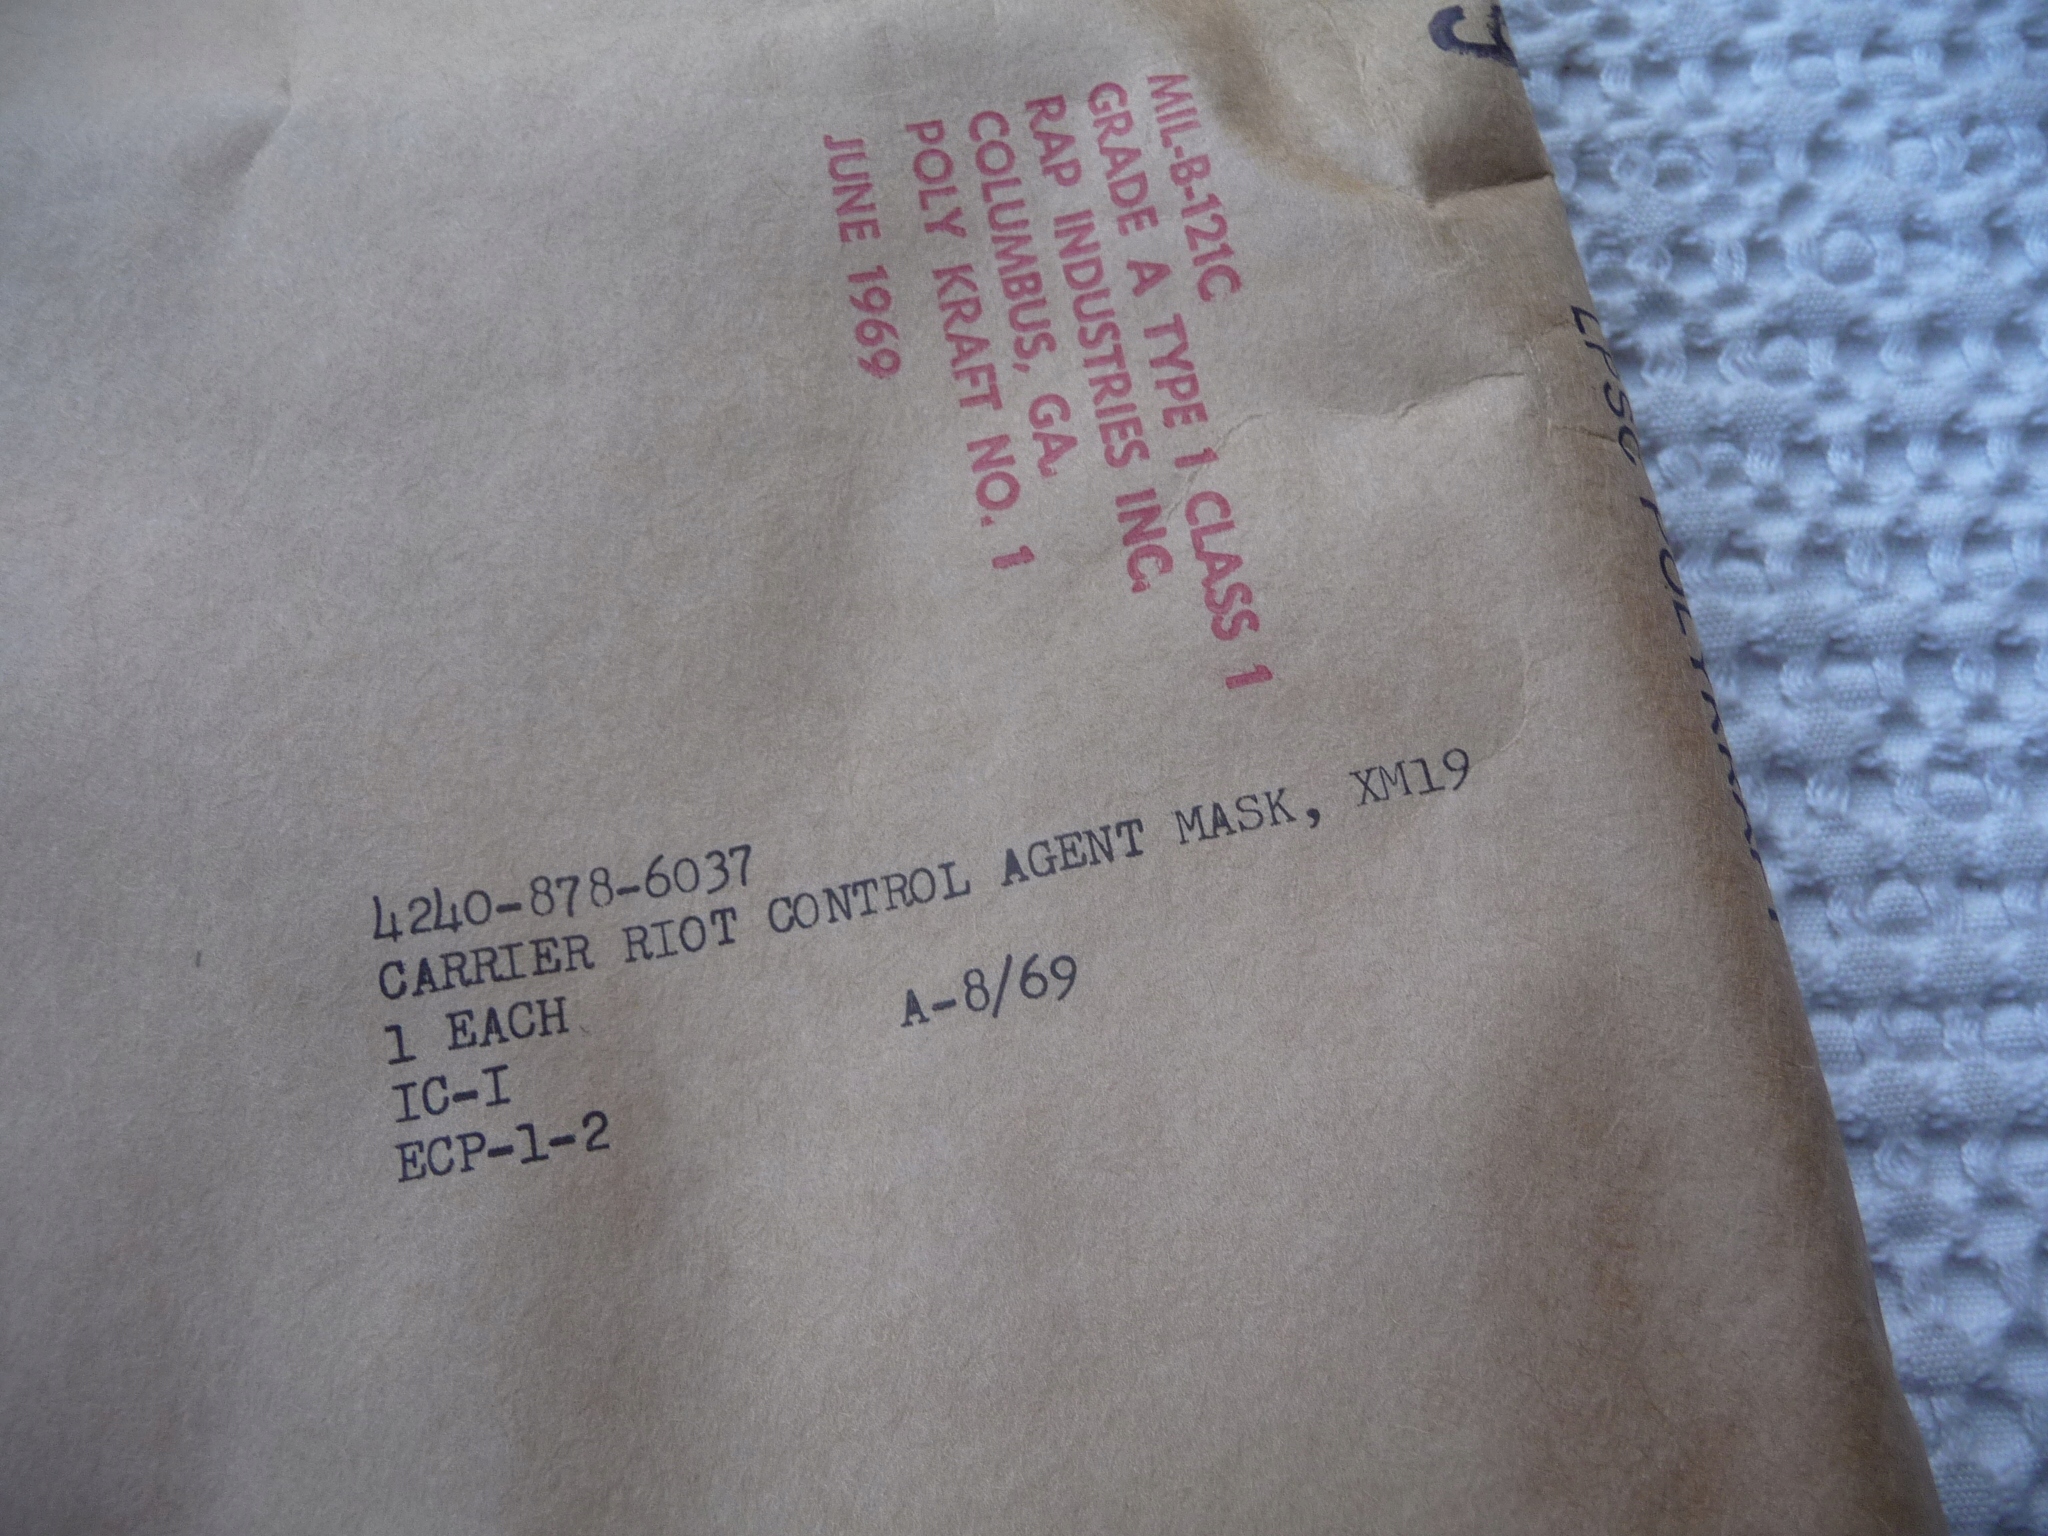 MIL-B-121C
GRADE A TYPE 1 CLASS 1
RAP INDUSTRIES INC.
COLUMBUS, GA.
POLY KRAFT NO. 1
JUNE 1969
4240-878-6037
CARRIER RIOT CONTROL AGENT MASK, XM19
1 EACH A-8/69
IC-I
ECP-1-2